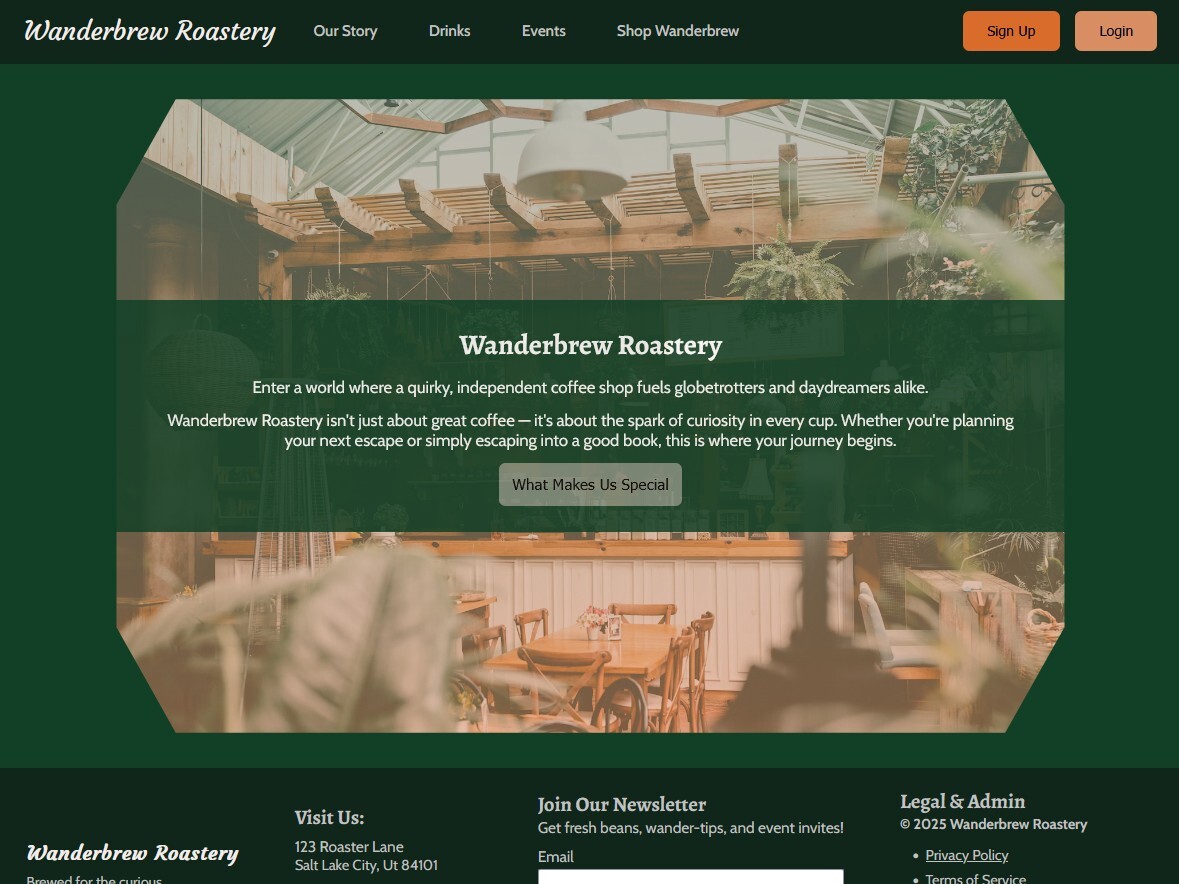 Wanderbrew Roastery
Our Story
Drinks
Events
Shop Wanderbrew
Sign Up
Login
Wanderbrew Roastery
Enter a world where a quirky, independent coffee shop fuels globetrotters and daydreamers alike.
Wanderbrew Roastery isn't just about great coffee — it's about the spark of curiosity in every cup. Whether you're planning
your next escape or simply escaping into a good book, this is where your journey begins.
What Makes Us Special
Wanderbrew Roastery
Brewed for the curious.
Visit Us:
123 Roaster Lane
Salt Lake City, Ut 84101
Join Our Newsletter
Get fresh beans, wander-tips, and event invites!
Email
Legal & Admin
© 2025 Wanderbrew Roastery
• Privacy Policy
• Terms of Service